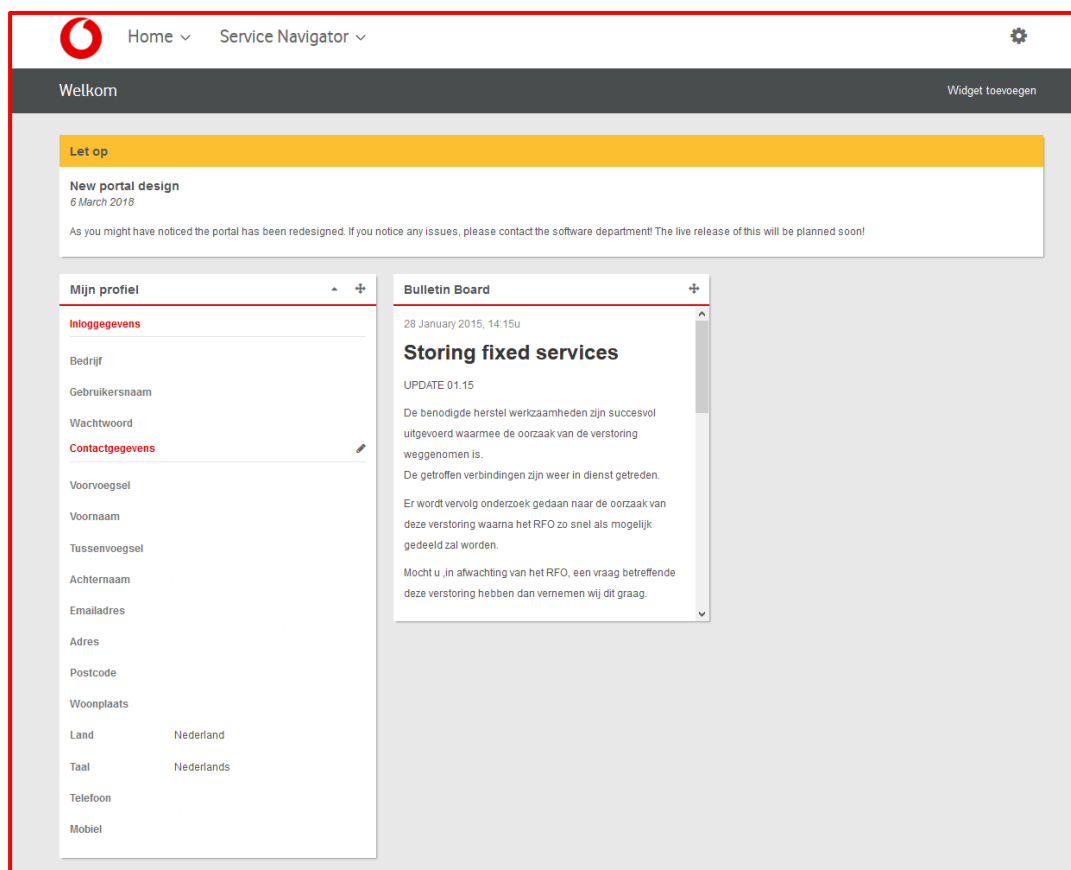 Home
Service Navigator
Welkom
Widget toevoegen
Let op
New portal design
6 March 2018
As you might have noticed the portal has been redesigned. If you notice any issues, please contact the software department! The live release of this will be planned soon!
Mijn profiel
Inloggegevens
Bedrijf
Gebruikersnaam
Wachtwoord
Contactgegevens
Voorvoegsel
Voornaam
Tussenvoegsel
Achternaam
Emailadres
Adres
Postcode
Woonplaats
Land Nederland
Taal Nederlands
Telefoon
Mobiel
Bulletin Board
28 January 2015, 14:15u
Storing fixed services
UPDATE 01.15
De benodigde herstel werkzaamheden zijn succesvol
uitgevoerd waarmee de oorzaak van de verstoring
weggenomen is.
De getroffen verbindingen zijn weer in dienst getreden.
Er wordt vervolg onderzoek gedaan naar de oorzaak van
deze verstoring waarna het RFO zo snel als mogelijk
gedeeld zal worden.
Mocht u ,in afwachting van het RFO, een vraag betreffende
deze verstoring hebben dan vernemen wij dit graag.